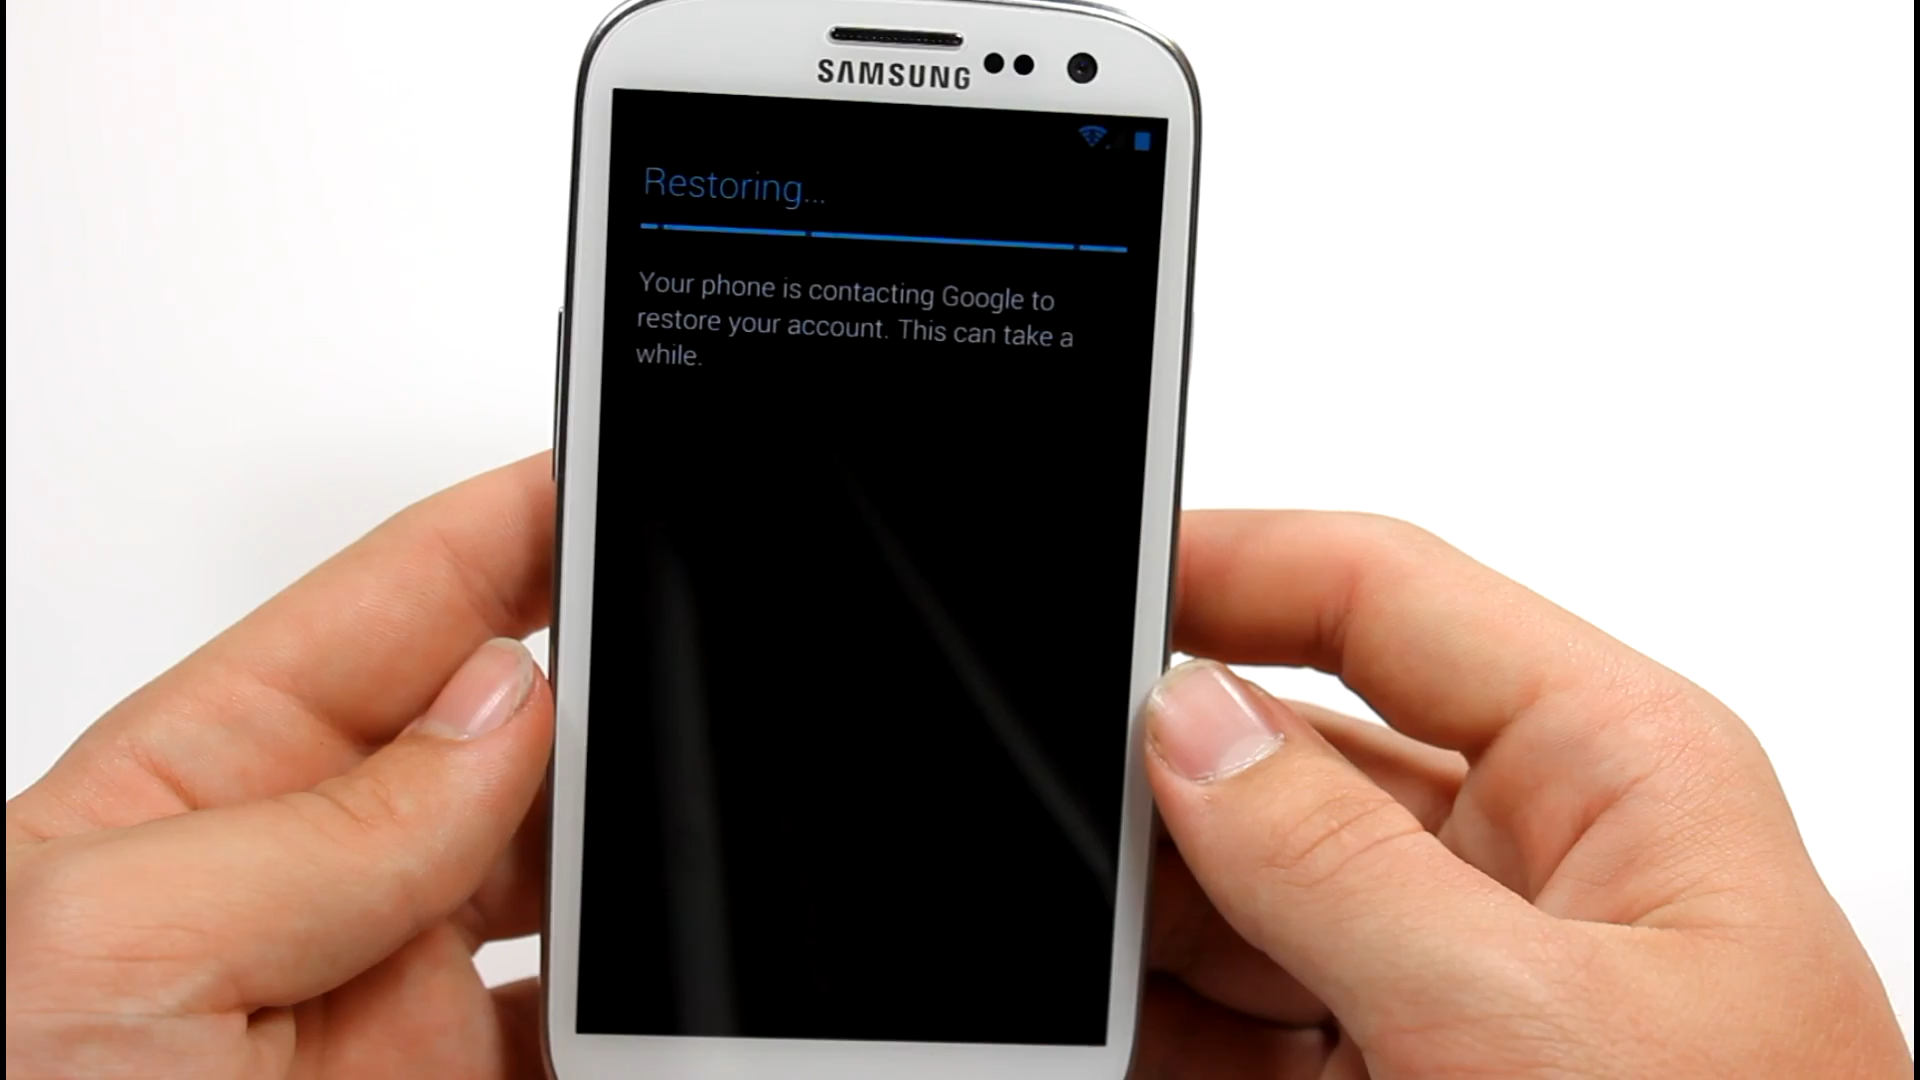 SAMSUNG
Restoring...
Your phone is contacting Google to
restore your account. This can take a
while.